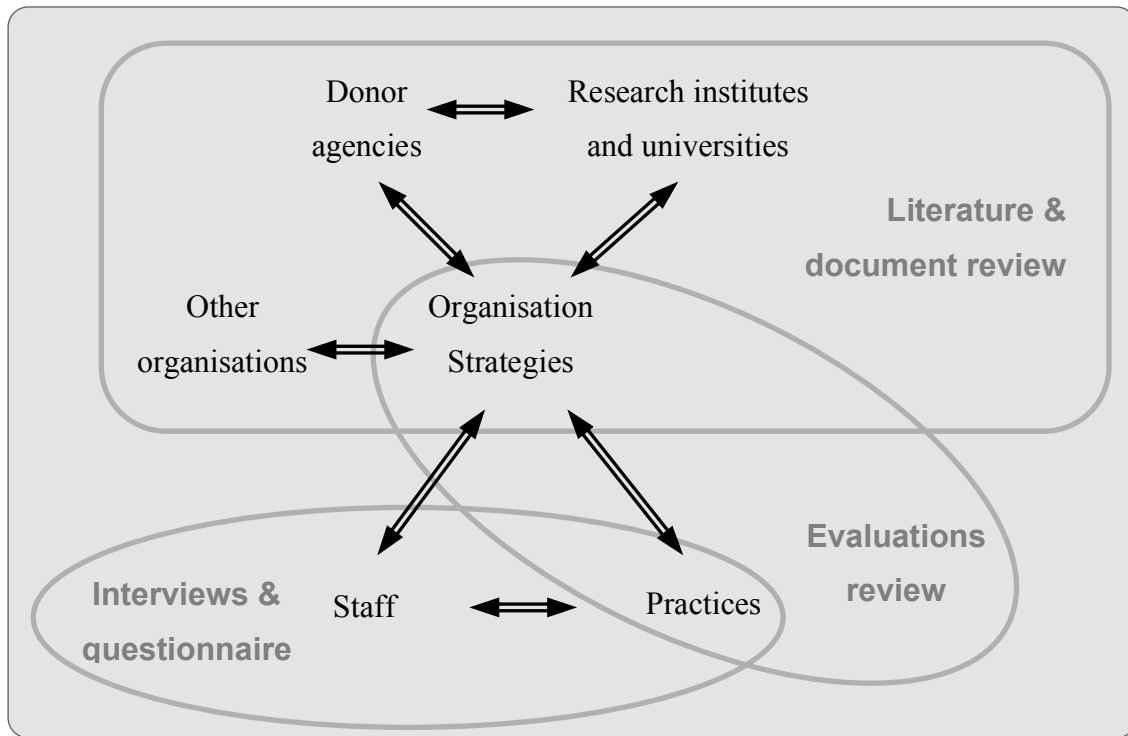 Donor
agencies
Research institutes
and universities
Literature &
document review
Other
organisations
Organisation
Strategies
Evaluations
review
Interviews &
questionnaire
Staff
Practices